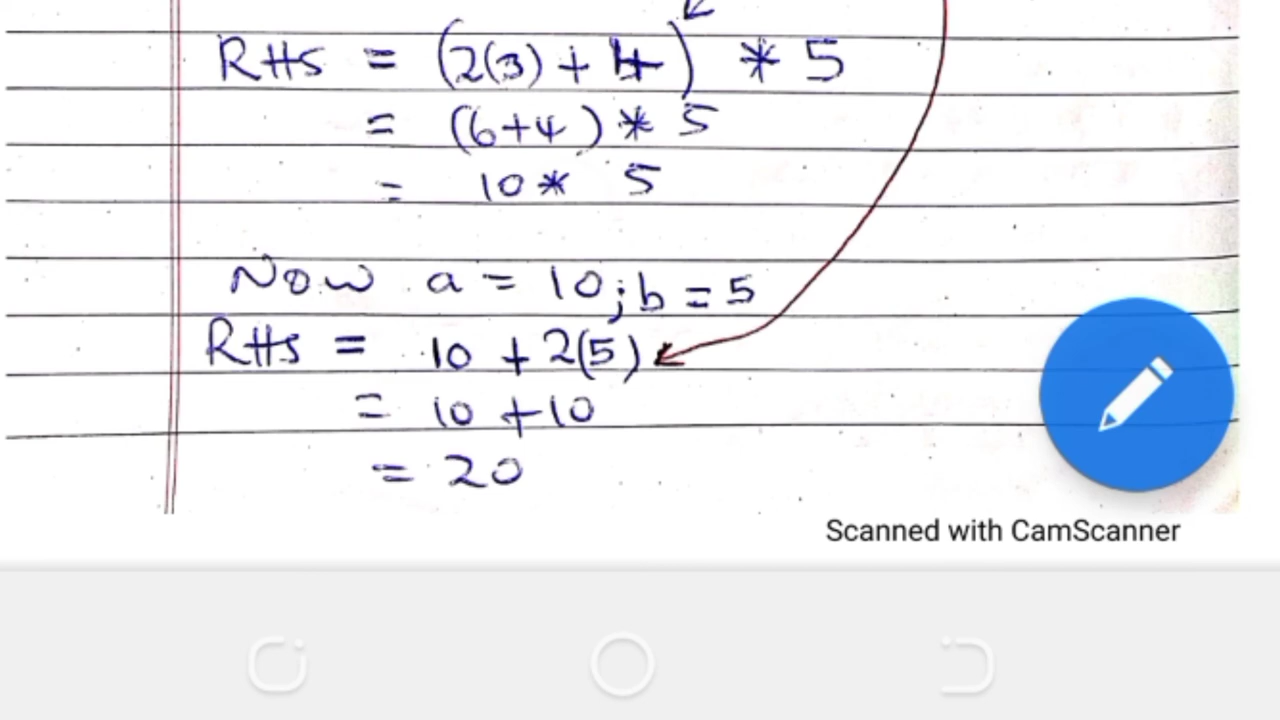 RHS = (2(3) + 4) * 5
= (6+4) * 5
= 10 * 5
Now a = 10; b = 5
RHS = 10 + 2(5)
= 10 + 10
= 20
Scanned with CamScanner